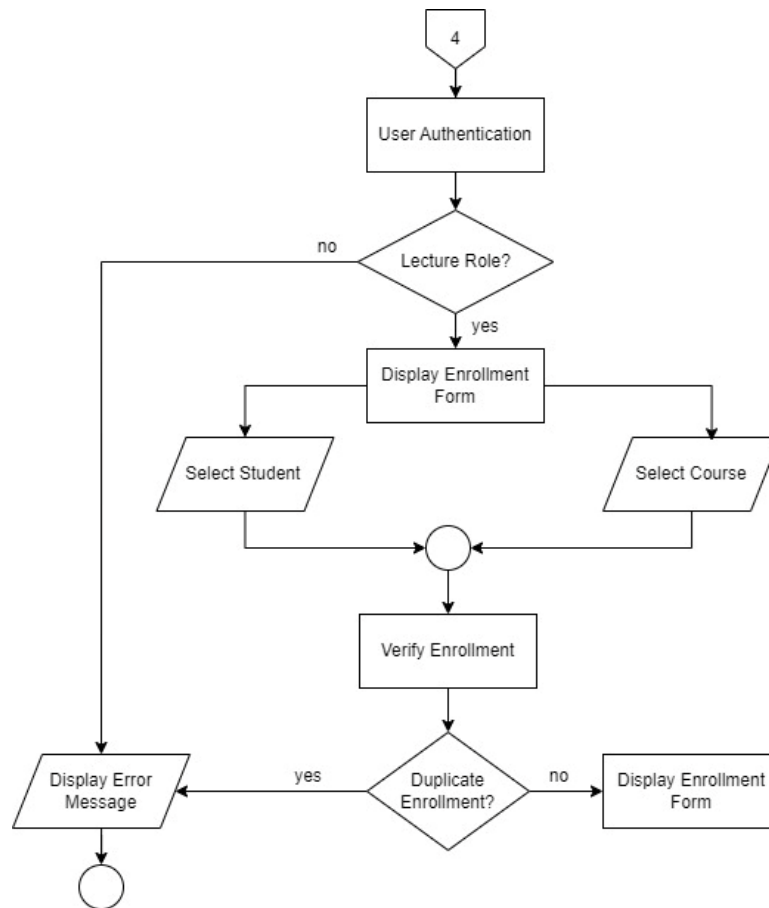 4
User Authentication
no
Lecture Role?
yes
Display Enrollment
Form
Select Student
Select Course
Verify Enrollment
Display Error
Message
yes
Duplicate
Enrollment?
no
Display Enrollment
Form